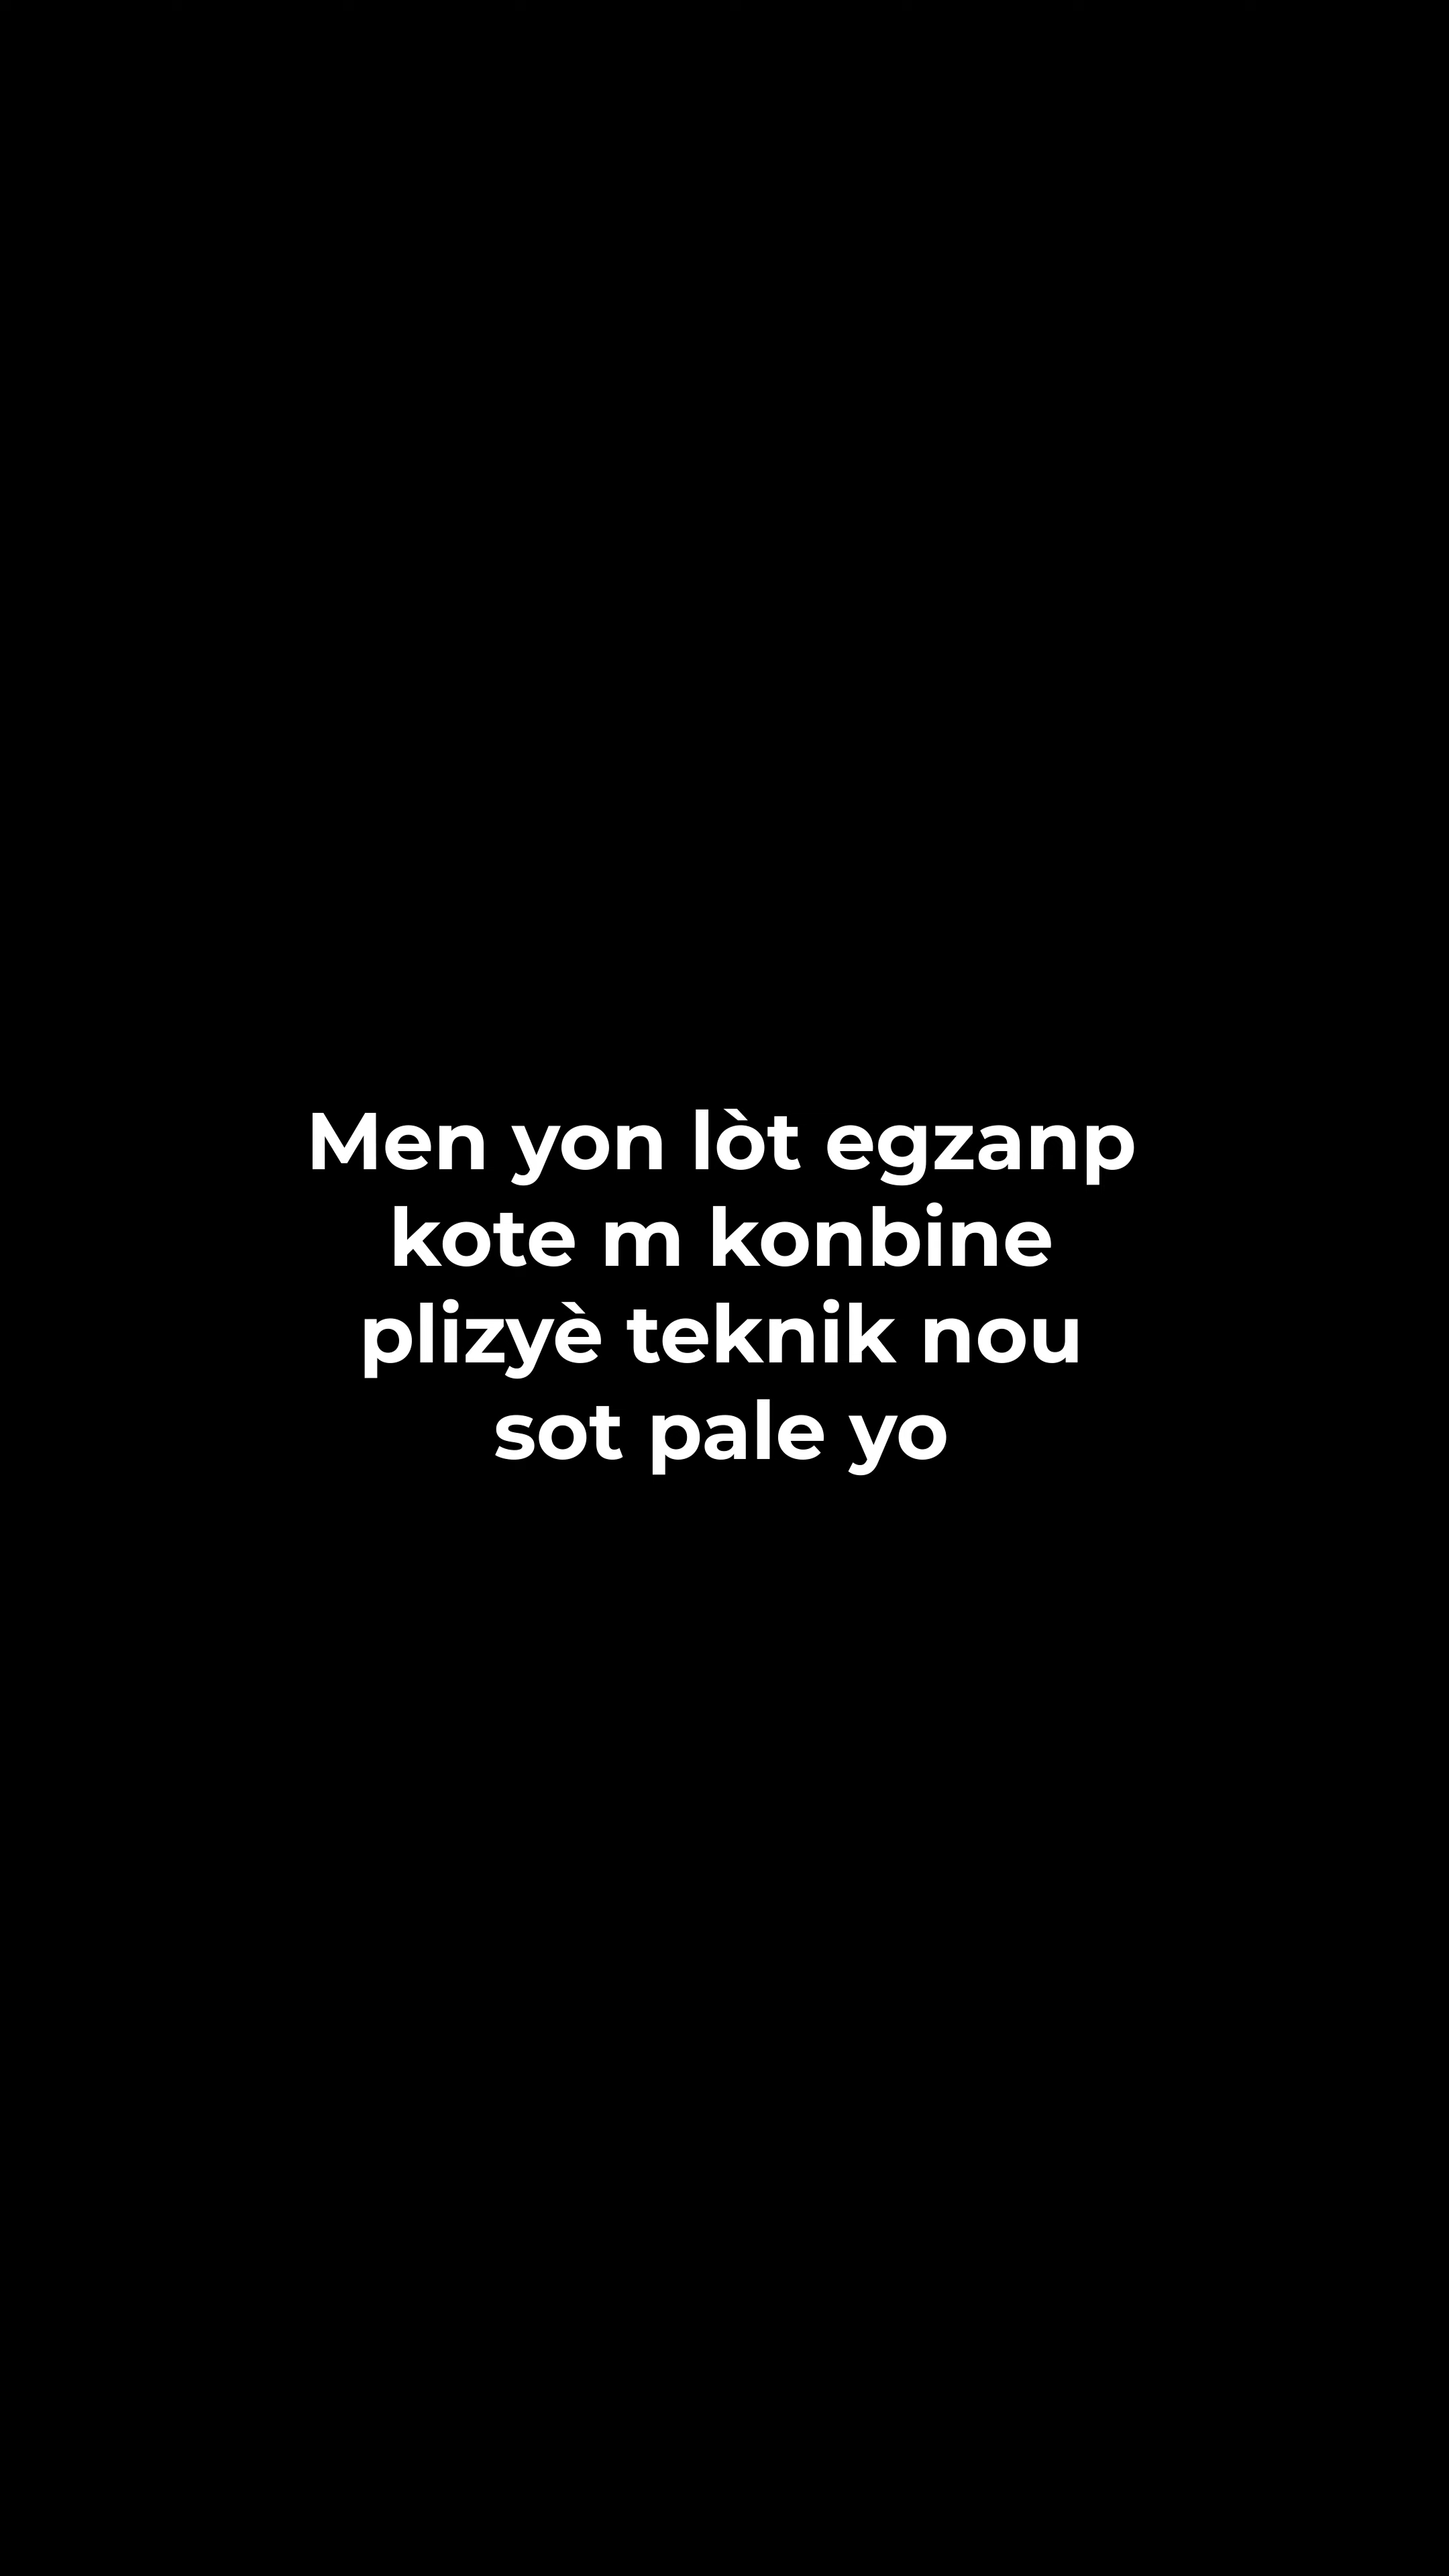 Men yon lòt egzanp
kote m konbine
plizyè teknik nou
sot pale yo